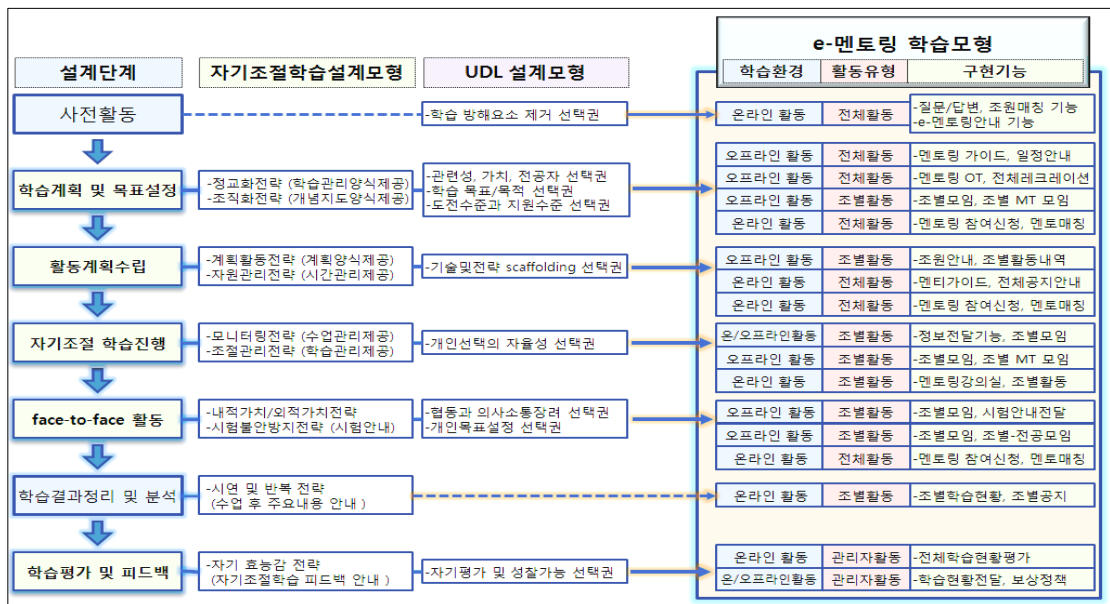 e-멘토링 학습모형
설계단계
자기조절학습설계모형
UDL 설계모형
학습환경
활동유형
구현기능
사전활동
-학습 방해요소 제거 선택권
온라인 활동
전체활동
-질문/답변, 조원매칭 기능
-e-멘토링안내 기능
학습계획 및 목표설정
-정교화전략 (학습관리양식제공)
-조직화전략 (개념지도양식제공)
-관련성, 가치, 전공자 선택권
-학습 목표/목적 선택권
-도전수준과 지원수준 선택권
오프라인 활동
전체활동
-멘토링 가이드, 일정안내
오프라인 활동
전체활동
-멘토링 OT, 전체레크레이션
오프라인 활동
조별활동
-조별모임, 조별 MT 모임
온라인 활동
전체활동
-멘토링 참여신청, 멘토매칭
활동계획수립
-계획활동전략 (계획양식제공)
-자원관리전략 (시간관리제공)
-기술및전략 scaffolding 선택권
오프라인 활동
조별활동
-조원안내, 조별활동내역
온라인 활동
전체활동
-멘티가이드, 전체공지안내
온라인 활동
전체활동
-멘토링 참여신청, 멘토매칭
자기조절 학습진행
-모니터링전략 (수업관리제공)
-조절관리전략 (학습관리제공)
-개인선택의 자율성 선택권
온/오프라인활동
조별활동
-정보전달기능, 조별모임
오프라인 활동
조별활동
-조별모임, 조별 MT 모임
온라인 활동
조별활동
-멘토링강의실, 조별활동
face-to-face 활동
-내적가치/외적가치전략
-시험불안방지전략 (시험안내)
-협동과 의사소통장려 선택권
-개인목표설정 선택권
오프라인 활동
조별활동
-조별모임, 시험안내전달
오프라인 활동
조별활동
-조별모임, 조별-전공모임
온라인 활동
전체활동
-멘토링 참여신청, 멘토매칭
학습결과정리 및 분석
-시연 및 반복 전략
(수업 후 주요내용 안내 )
온라인 활동
조별활동
-조별학습현황, 조별공지
학습평가 및 피드백
-자기 효능감 전략
(자기조절학습 피드백 안내 )
-자기평가 및 성찰가능 선택권
온라인 활동
관리자활동
-전체학습현황평가
온/오프라인활동
관리자활동
-학습현황전달, 보상정책